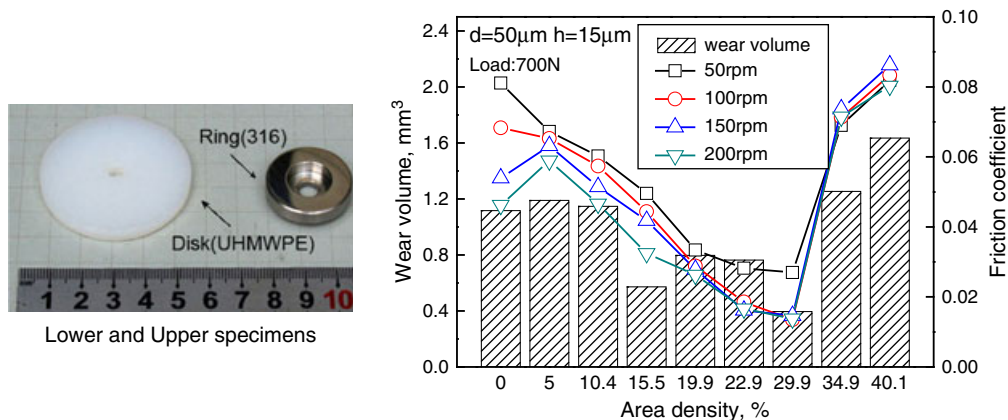 Ring(316)
Disk(UHMWPE)
1 2 3 4 5 6 7 8 9 10
Lower and Upper specimens
d=50μm h=15μm
Load:700N
wear volume
50rpm
100rpm
150rpm
200rpm
Wear volume, mm³
2.4
2.0
1.6
1.2
0.8
0.4
0.0
0.10
0.08
0.06
0.04
0.02
0.00
Friction coefficient
0 5 10.4 15.5 19.9 22.9 29.9 34.9 40.1
Area density, %